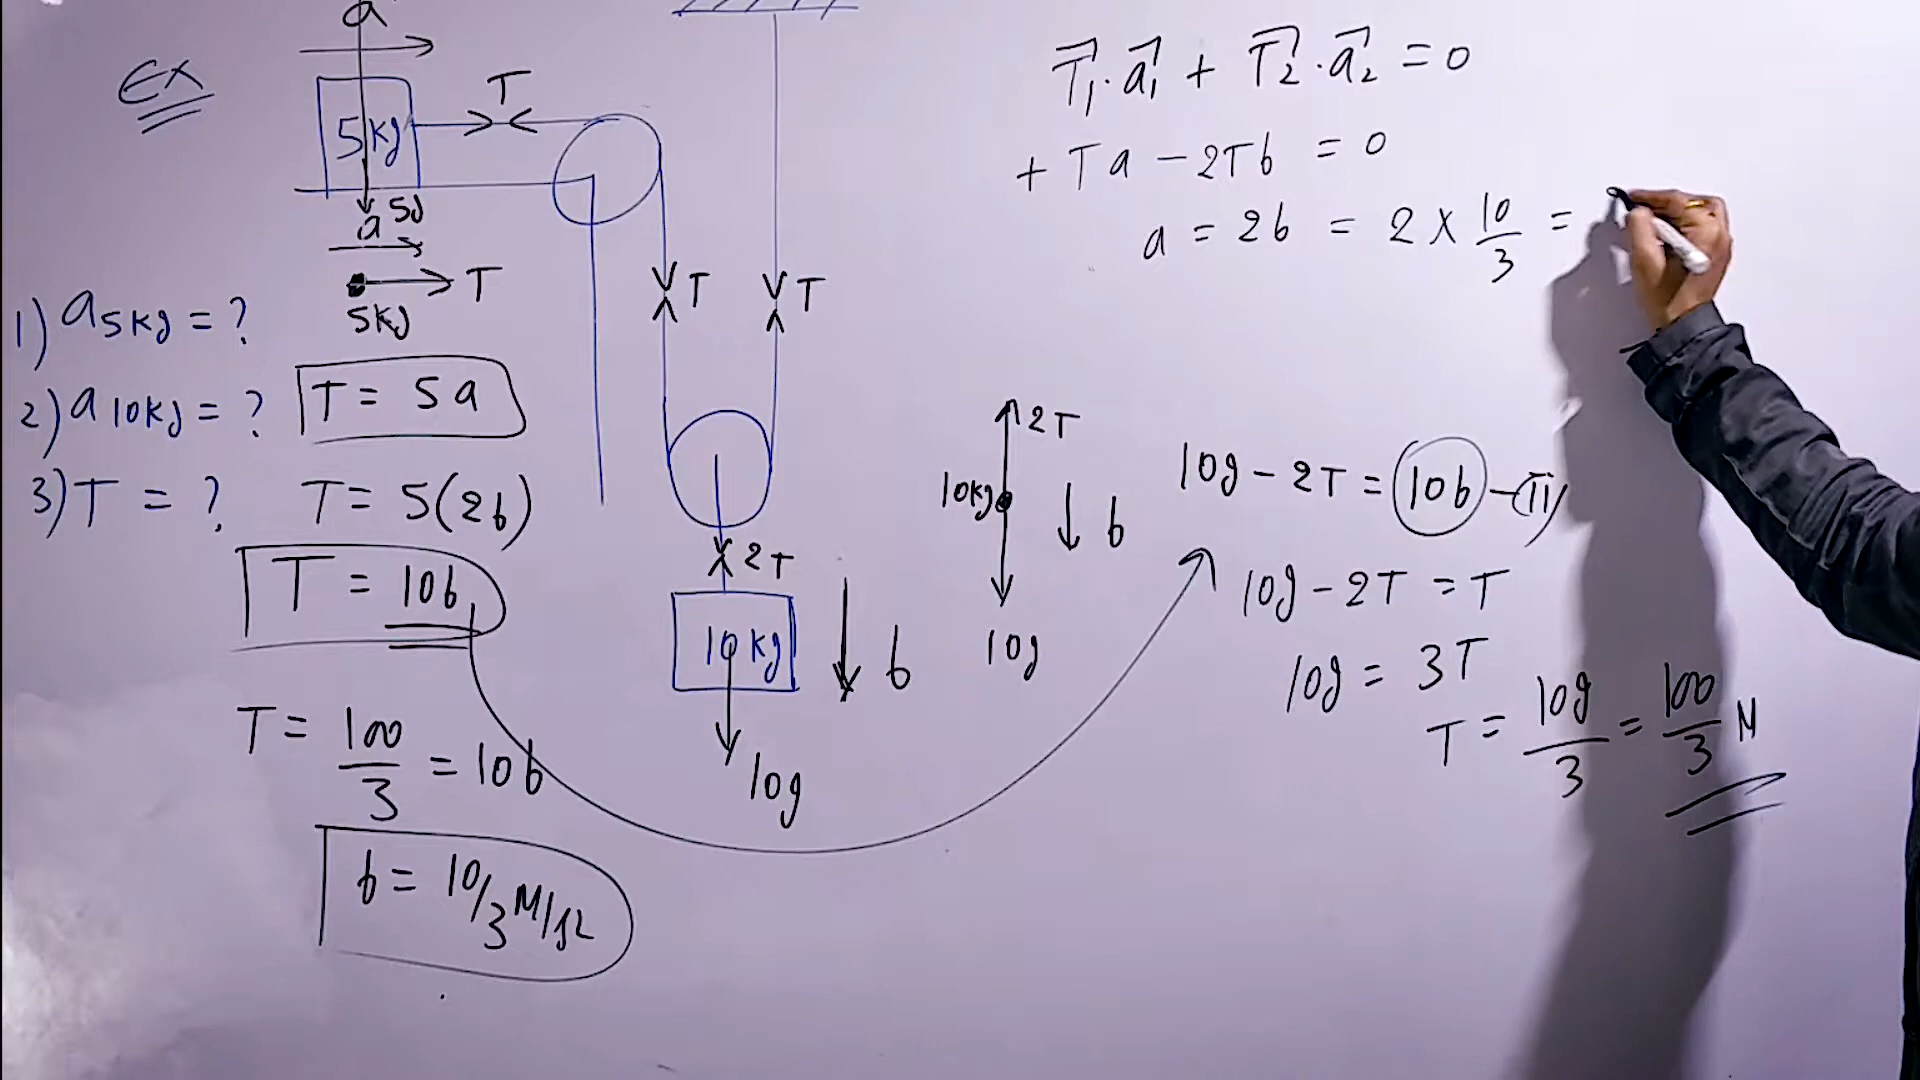 EX
a
5kg
T
5g
a
T
5kg
1) a5kg = ?
2) a10kg = ?
3) T = ?
T = 5a
T = 5(2b)
T = 10b
T = 100/3 = 10b
b = 10/3 M/s2
T
T
2T
10kg
b
10g
2T
10kg
b
10g
T1⃗·a1⃗ + T2⃗·a2⃗ = 0
+ Ta - 2Tb = 0
a = 2b = 2 x 10/3 =
10g - 2T = 10b - (II)
10g - 2T = T
10g = 3T
T = 10g/3 = 100/3 N